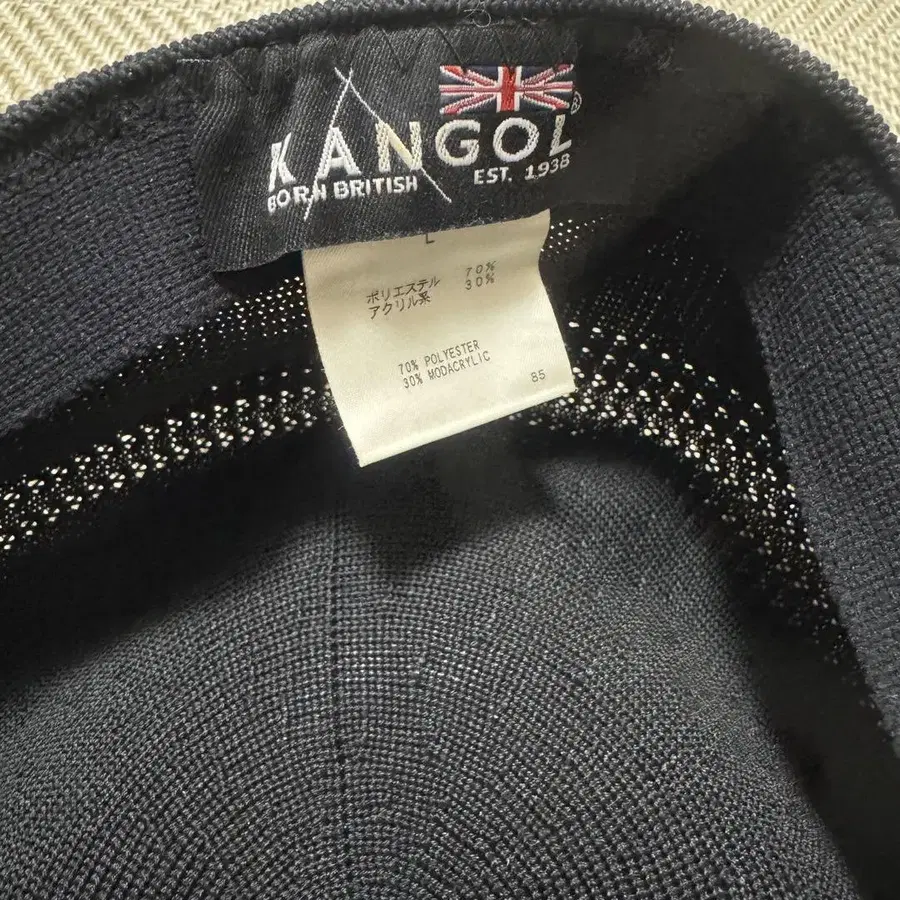 KANGOL®
BORN BRITISH EST. 1938
L
ポリエステル 70%
アクリル系 30%
70% POLYESTER
30% MODACRYLIC
85